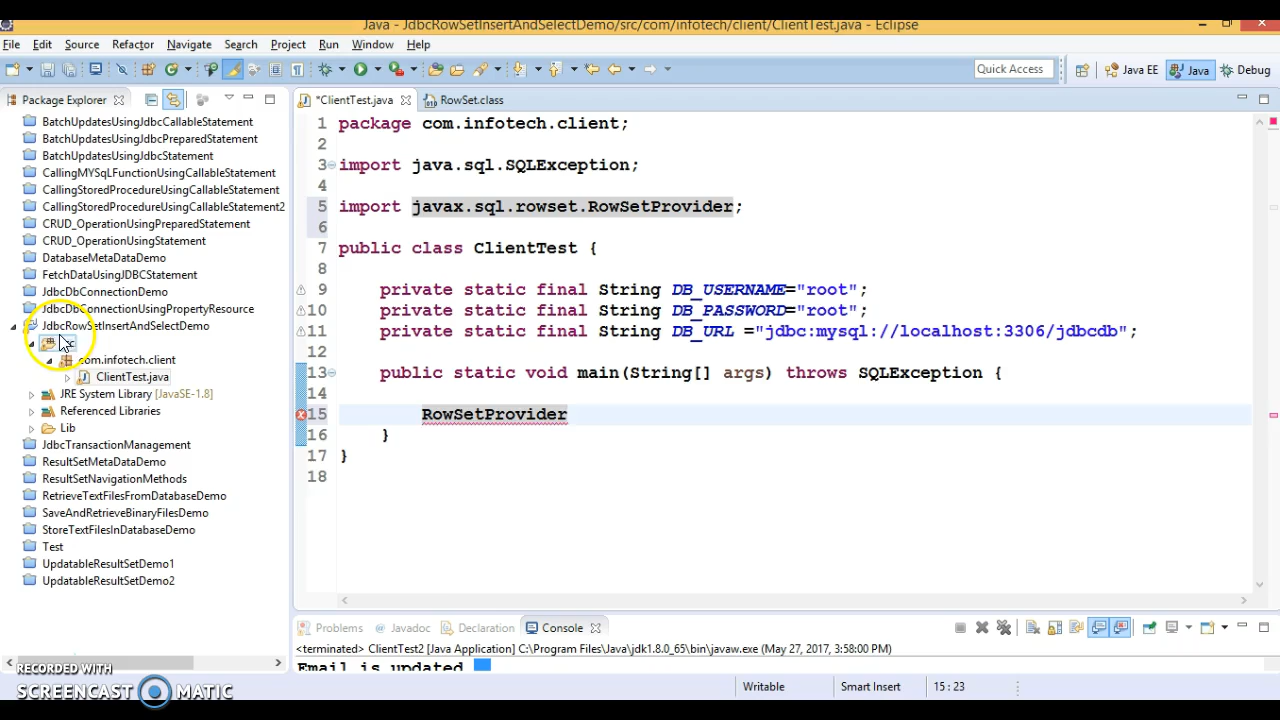 Java - JdbcRowSetInsertAndSelectDemo/src/com/infotech/client/ClientTest.java - Eclipse
File Edit Source Refactor Navigate Search Project Run Window Help
Quick Access Java EE Java Debug
Package Explorer
BatchUpdatesUsingJdbcCallableStatement
BatchUpdatesUsingJdbcPreparedStatement
BatchUpdatesUsingJdbcStatement
CallingMYSqlFunctionUsingCallableStatement
CallingStoredProcedureUsingCallableStatement
CallingStoredProcedureUsingCallableStatement2
CRUD_OperationUsingPreparedStatement
CRUD_OperationUsingStatement
DatabaseMetaDataDemo
FetchDataUsingJDBCStatement
JdbcDbConnectionDemo
JdbcDbConnectionUsingPropertyResource
JdbcRowSetInsertAndSelectDemo
com.infotech.client
ClientTest.java
JRE System Library [JavaSE-1.8]
Referenced Libraries
Lib
JdbcTransactionManagement
ResultSetMetaDataDemo
ResultSetNavigationMethods
RetrieveTextFilesFromDatabaseDemo
SaveAndRetrieveBinaryFilesDemo
StoreTextFilesInDatabaseDemo
Test
UpdatableResultSetDemo1
UpdatableResultSetDemo2
*ClientTest.java RowSet.class
1 package com.infotech.client;
2
3 import java.sql.SQLException;
4
5 import javax.sql.rowset.RowSetProvider;
6
7 public class ClientTest {
8
9 private static final String DB_USERNAME="root";
10 private static final String DB_PASSWORD="root";
11 private static final String DB_URL ="jdbc:mysql://localhost:3306/jdbcdb";
12
13 public static void main(String[] args) throws SQLException {
14
15 RowSetProvider
16 }
17 }
18
Problems Javadoc Declaration Console
<terminated> ClientTest2 [Java Application] C:\Program Files\Java\jdk1.8.0_65\bin\javaw.exe (May 27, 2017, 3:58:00 PM)
Email is updated
Writable Smart Insert 15 : 23
RECORDED WITH
SCREENCAST MATIC